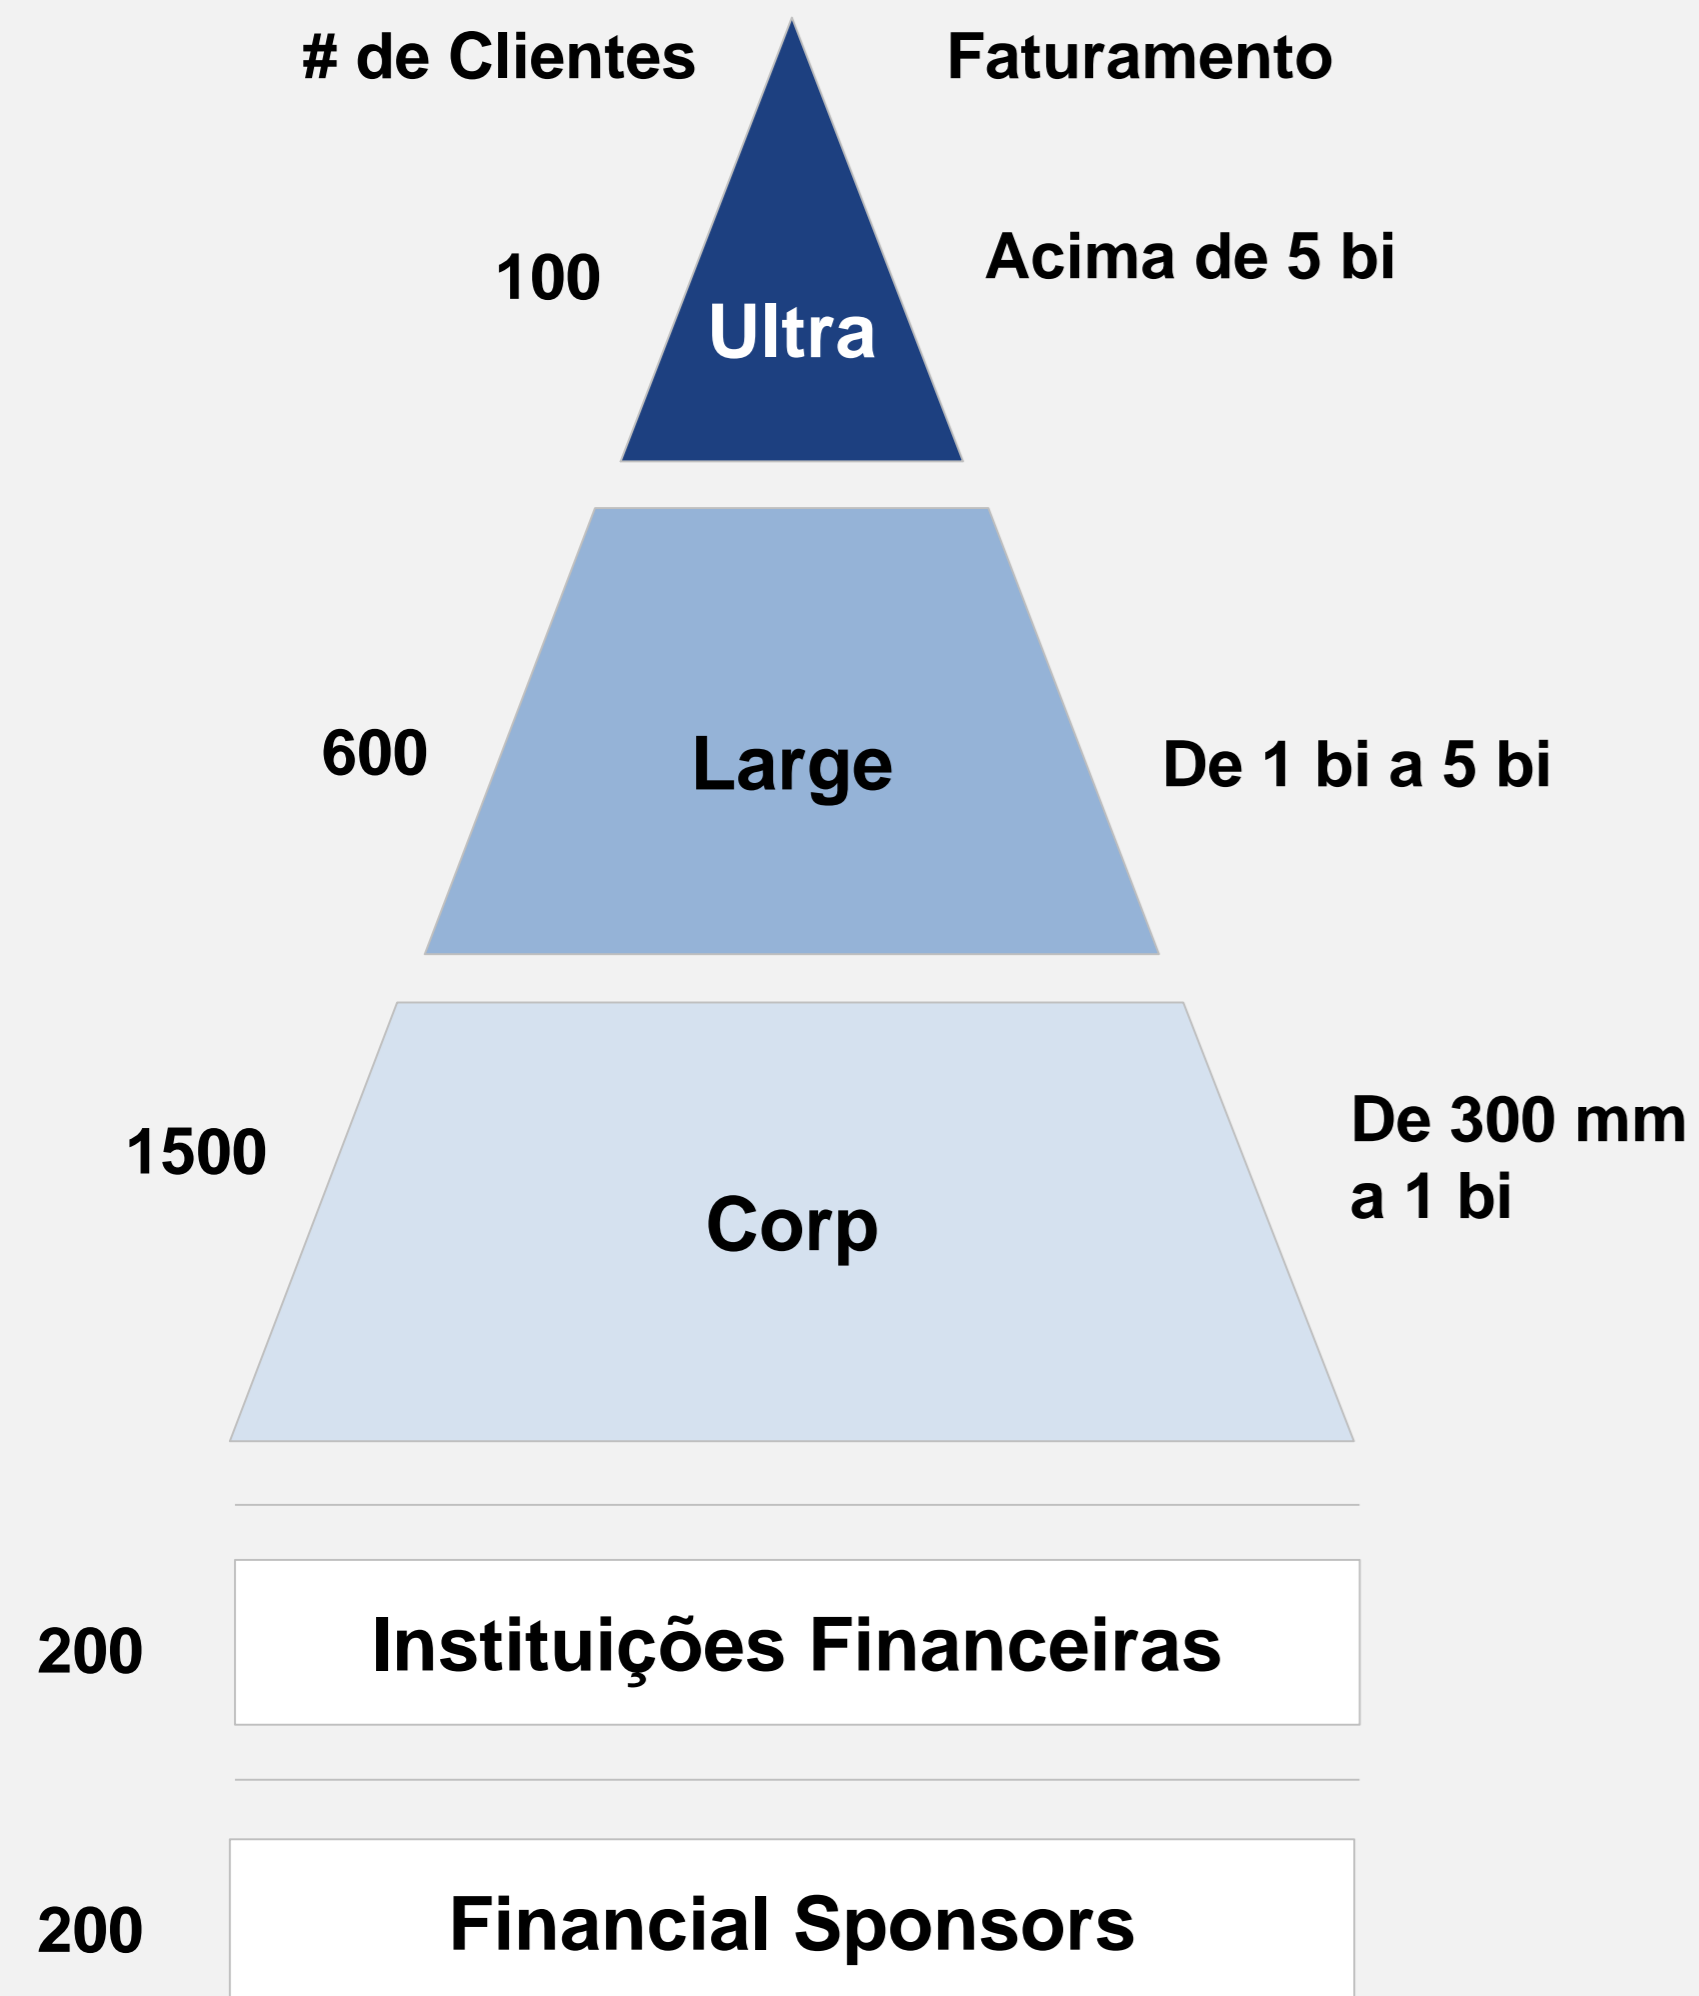 # de Clientes
Faturamento
100
Ultra
Acima de 5 bi
600
Large
De 1 bi a 5 bi
1500
Corp
De 300 mm
a 1 bi
200
Instituições Financeiras
200
Financial Sponsors